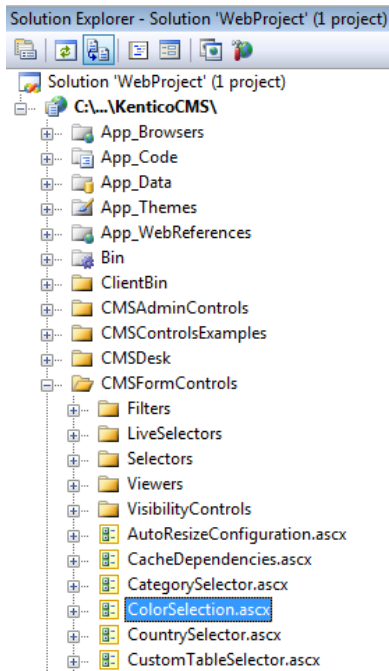 Solution Explorer - Solution 'WebProject' (1 project)
Solution 'WebProject' (1 project)
C:\...\KenticoCMS\
App_Browsers
App_Code
App_Data
App_Themes
App_WebReferences
Bin
ClientBin
CMSAdminControls
CMSControlsExamples
CMSDesk
CMSFormControls
Filters
LiveSelectors
Selectors
Viewers
VisibilityControls
AutoResizeConfiguration.ascx
CacheDependencies.ascx
CategorySelector.ascx
ColorSelection.ascx
CountrySelector.ascx
CustomTableSelector.ascx